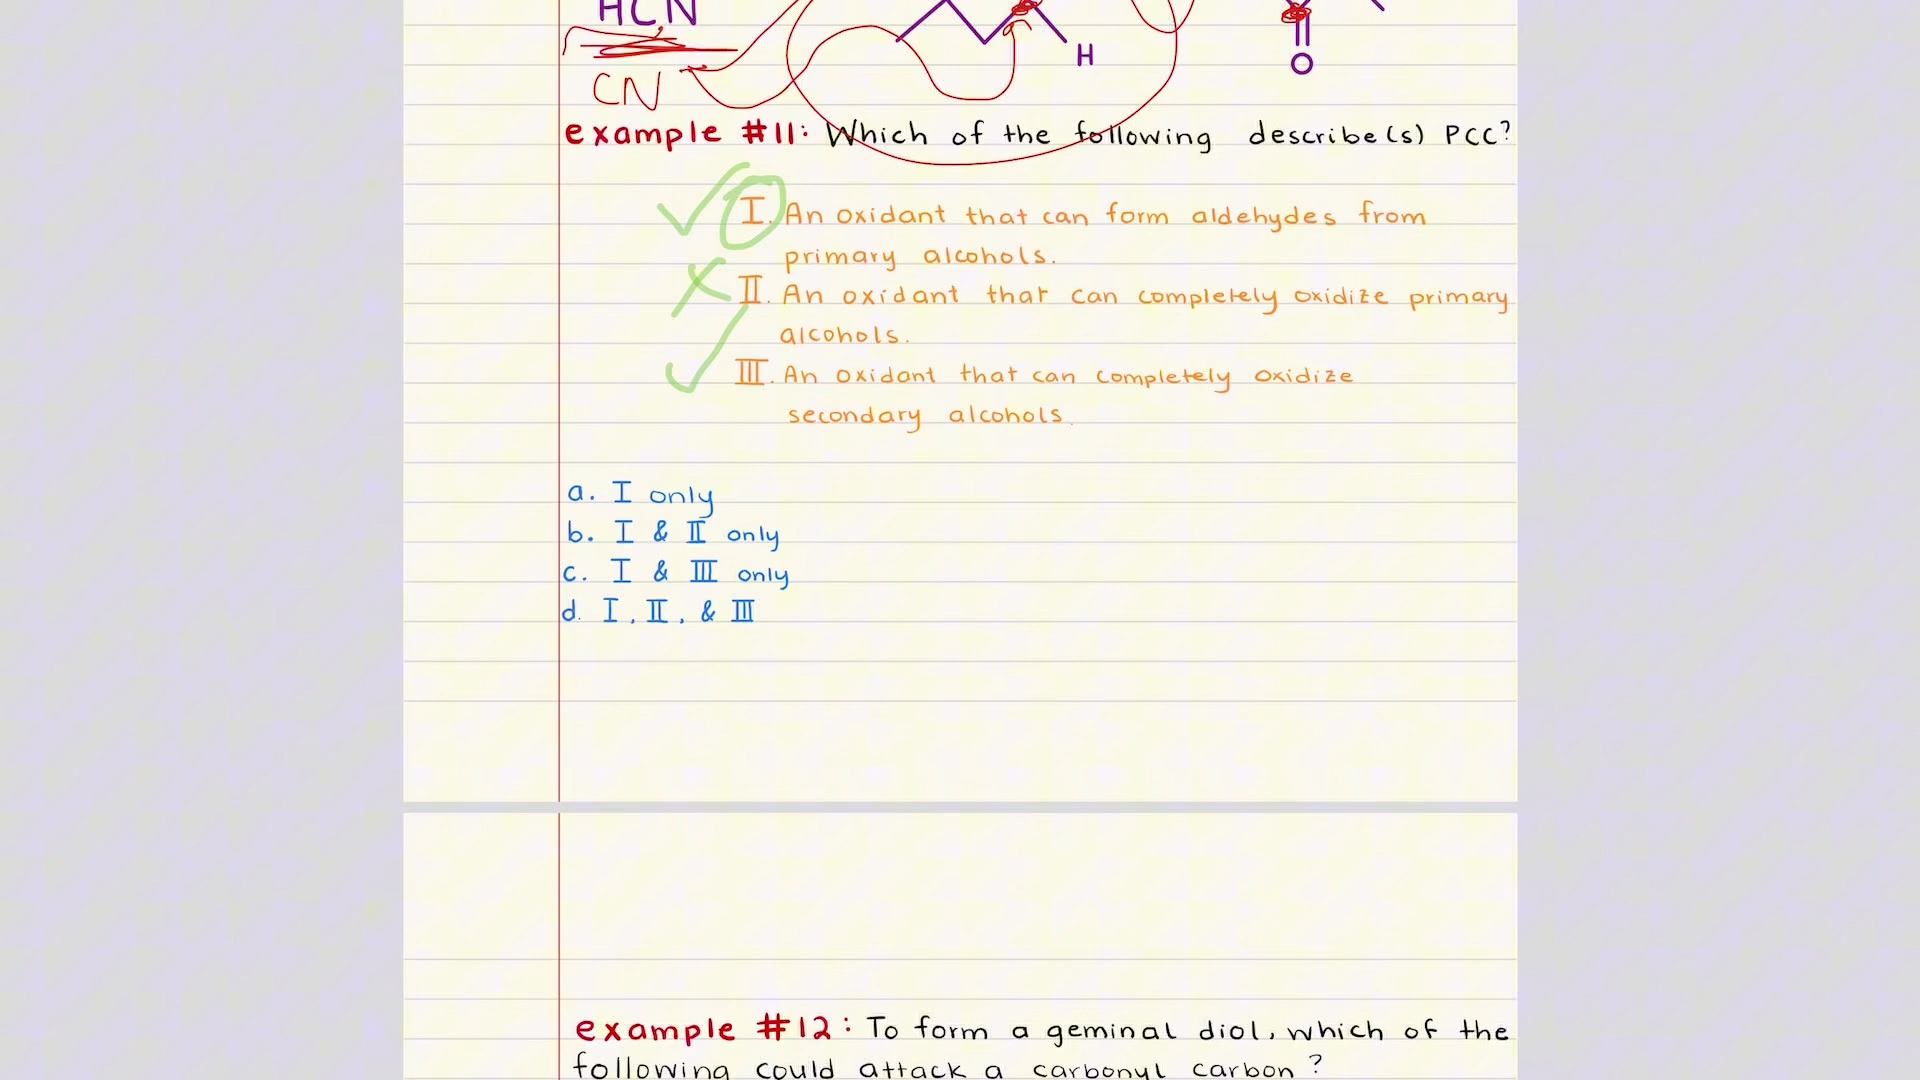 HCN
H
O
CN
example #11: Which of the following describe(s) PCC?
I. An oxidant that can form aldehydes from
primary alcohols.
II. An oxidant that can completely oxidize primary
alcohols.
III. An oxidant that can completely oxidize
secondary alcohols.
a. I only
b. I & II only
c. I & III only
d. I, II, & III
example #12: To form a geminal diol, which of the
following could attack a carbonyl carbon?